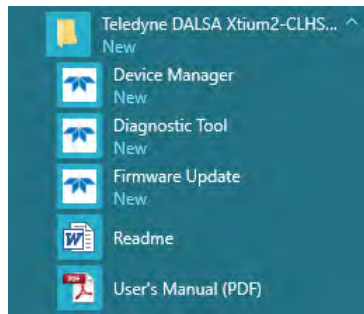 Teledyne DALSA Xtium2-CLHS...
New
Device Manager
New
Diagnostic Tool
New
Firmware Update
New
Readme
User's Manual (PDF)